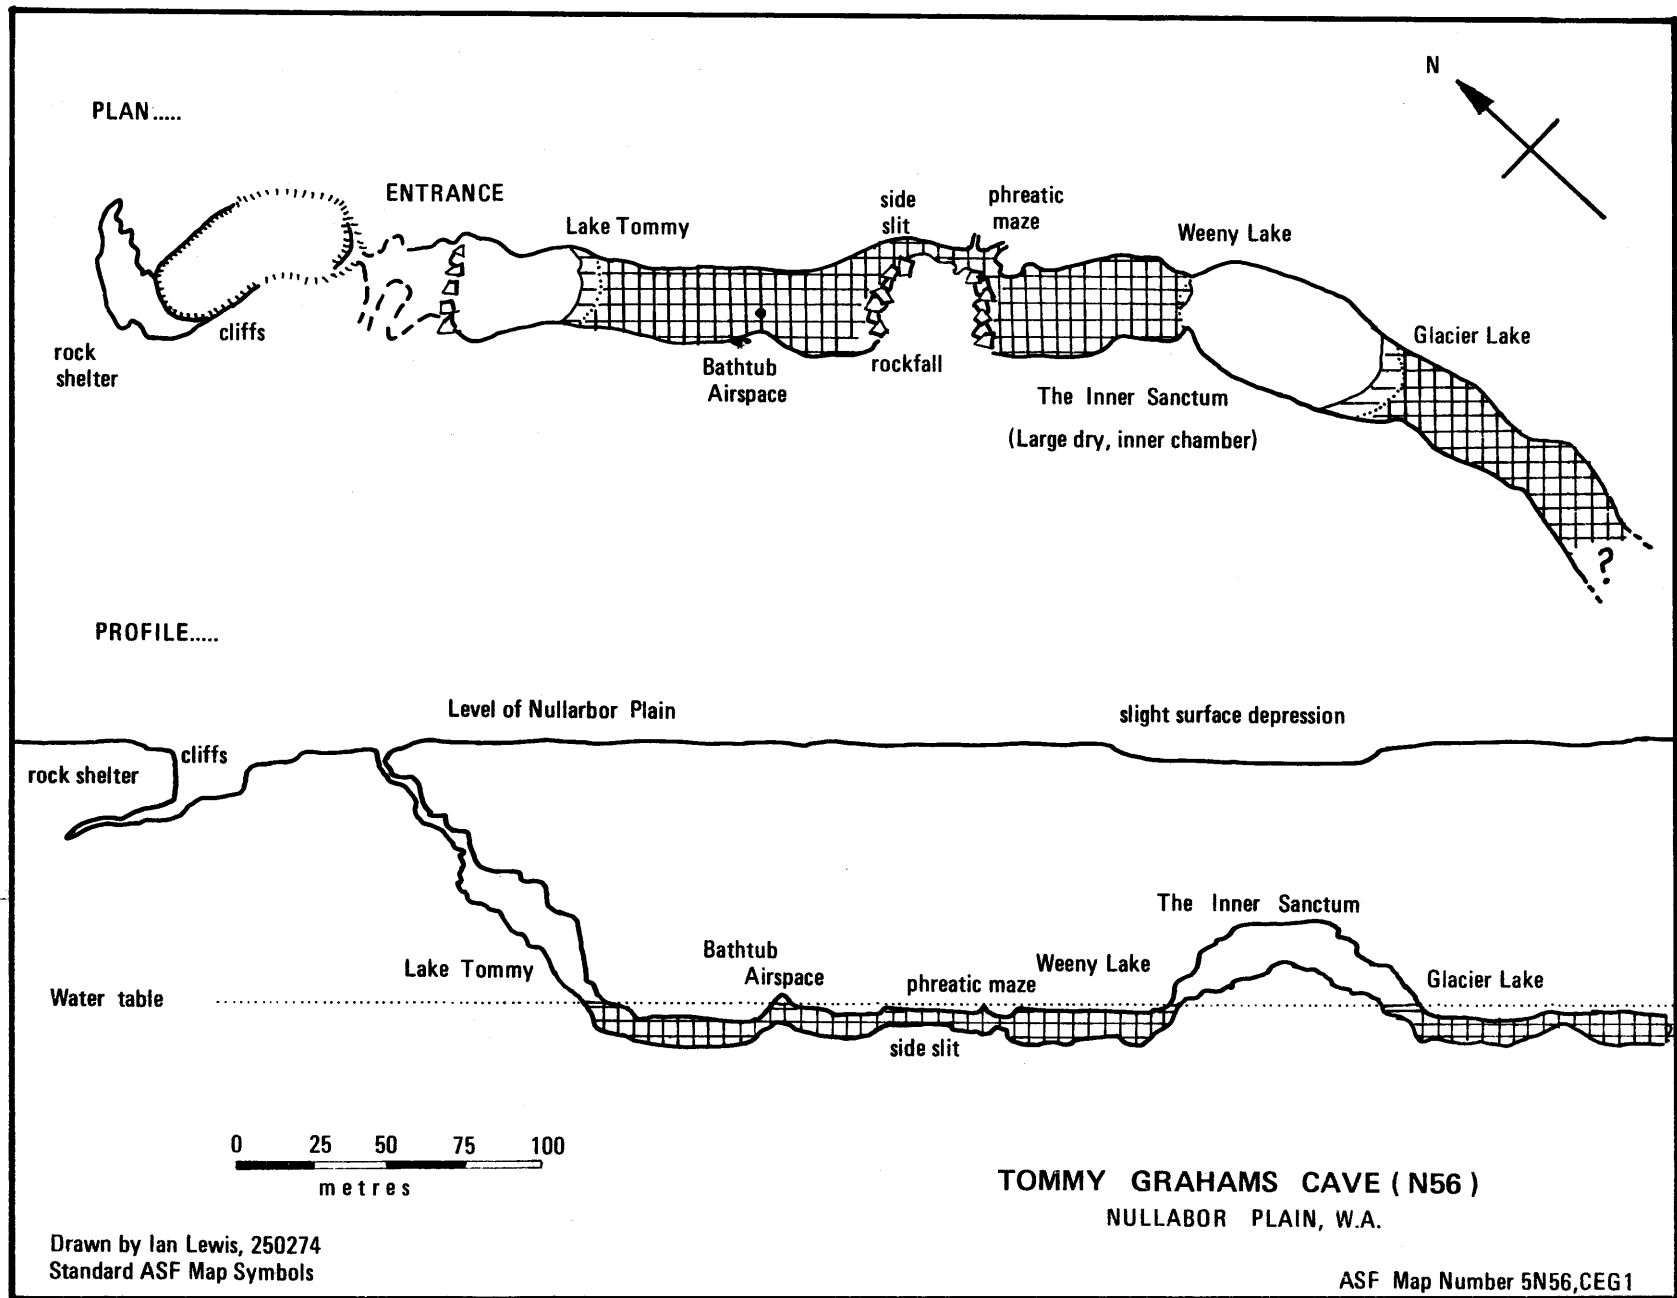 N
PLAN.....
ENTRANCE
side
slit
phreatic
maze
Lake Tommy
Weeny Lake
cliffs
rock
shelter
Bathtub
Airspace
rockfall
Glacier Lake
The Inner Sanctum
(Large dry, inner chamber)
?
PROFILE.....
Level of Nullarbor Plain
slight surface depression
cliffs
rock shelter
The Inner Sanctum
Bathtub
Airspace
Lake Tommy
Weeny Lake
phreatic maze
Glacier Lake
Water table
side slit
?
0 25 50 75 100
metres
TOMMY GRAHAMS CAVE ( N56 )
NULLABOR PLAIN, W.A.
Drawn by Ian Lewis, 250274
Standard ASF Map Symbols
ASF Map Number 5N56,CEG1